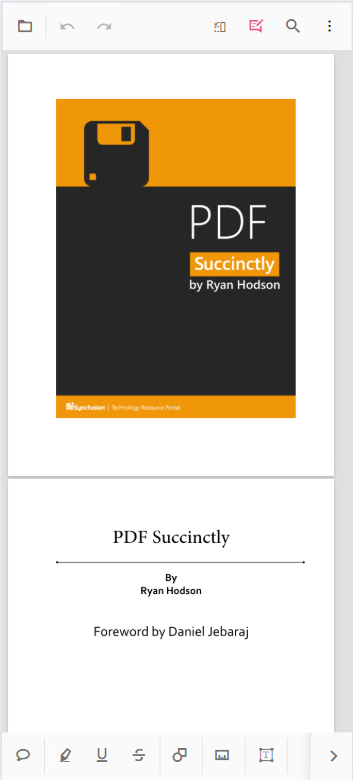 PDF
Succinctly
by Ryan Hodson
Syncfusion | Technology Resource Portal
PDF Succinctly
By
Ryan Hodson
Foreword by Daniel Jebaraj
U
S
T